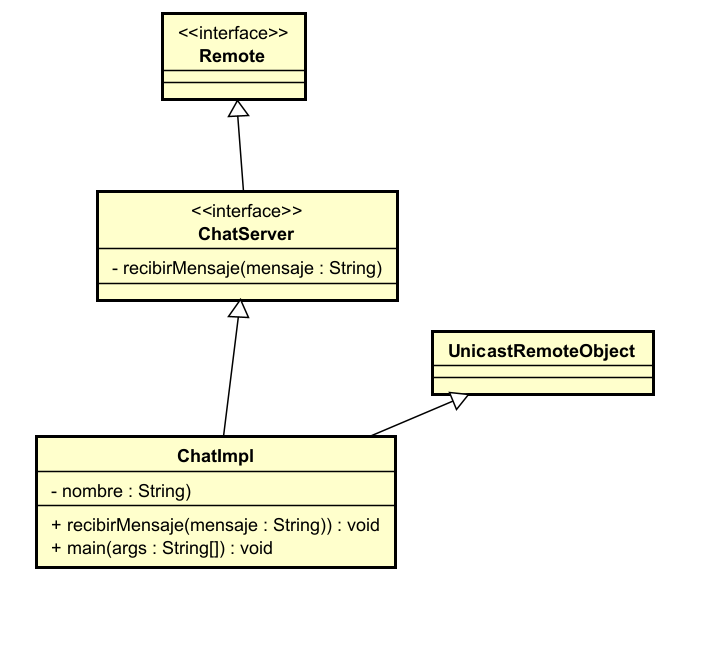 <<interface>>
Remote
<<interface>>
ChatServer
- recibirMensaje(mensaje : String)
UnicastRemoteObject
ChatImpl
- nombre : String)
+ recibirMensaje(mensaje : String)) : void
+ main(args : String[]) : void